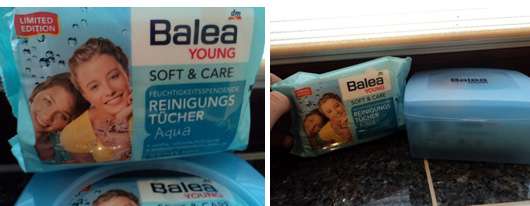 LIMITED
EDITION
dm
Balea
YOUNG
SOFT & CARE
FEUCHTIGKEITSSPENDENDE
REINIGUNGS
TÜCHER
Aqua
Balea
YOUNG
Balea
YOUNG
SOFT & CARE
REINIGUNGS
TÜCHER
Balea